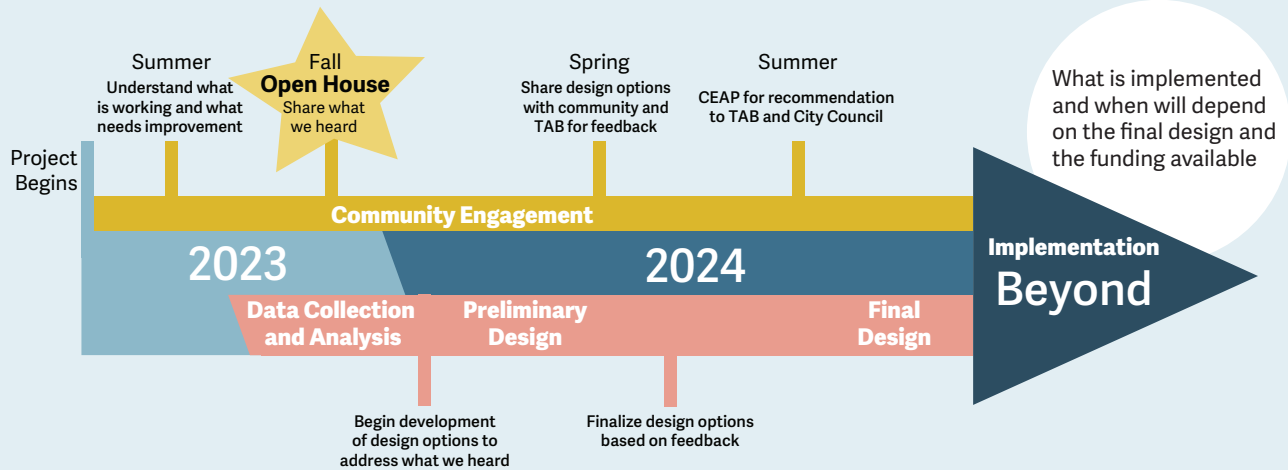 Project
Begins
Summer
Understand what
is working and what
needs improvement
Fall
Open House
Share what
we heard
Spring
Share design options
with community and
TAB for feedback
Summer
CEAP for recommendation
to TAB and City Council
What is implemented
and when will depend
on the final design and
the funding available
Community Engagement
2023
2024
Implementation
Beyond
Data Collection
and Analysis
Preliminary
Design
Final
Design
Begin development
of design options to
address what we heard
Finalize design options
based on feedback